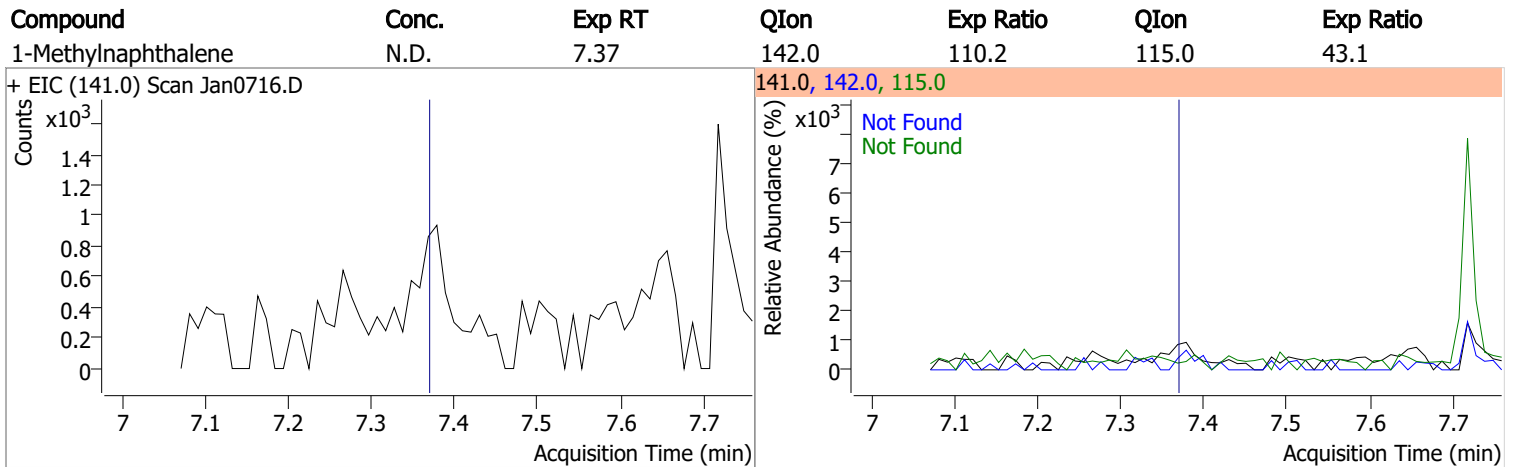 Compound Conc. Exp RT QIon Exp Ratio QIon Exp Ratio
1-Methylnaphthalene N.D. 7.37 142.0 110.2 115.0 43.1
+ EIC (141.0) Scan Jan0716.D
Counts
x10³
1.4
1.2
1
0.8
0.6
0.4
0.2
0
7 7.1 7.2 7.3 7.4 7.5 7.6 7.7
Acquisition Time (min)
141.0, 142.0, 115.0
Relative Abundance (%)
x10³
Not Found
Not Found
7
6
5
4
3
2
1
0
7 7.1 7.2 7.3 7.4 7.5 7.6 7.7
Acquisition Time (min)